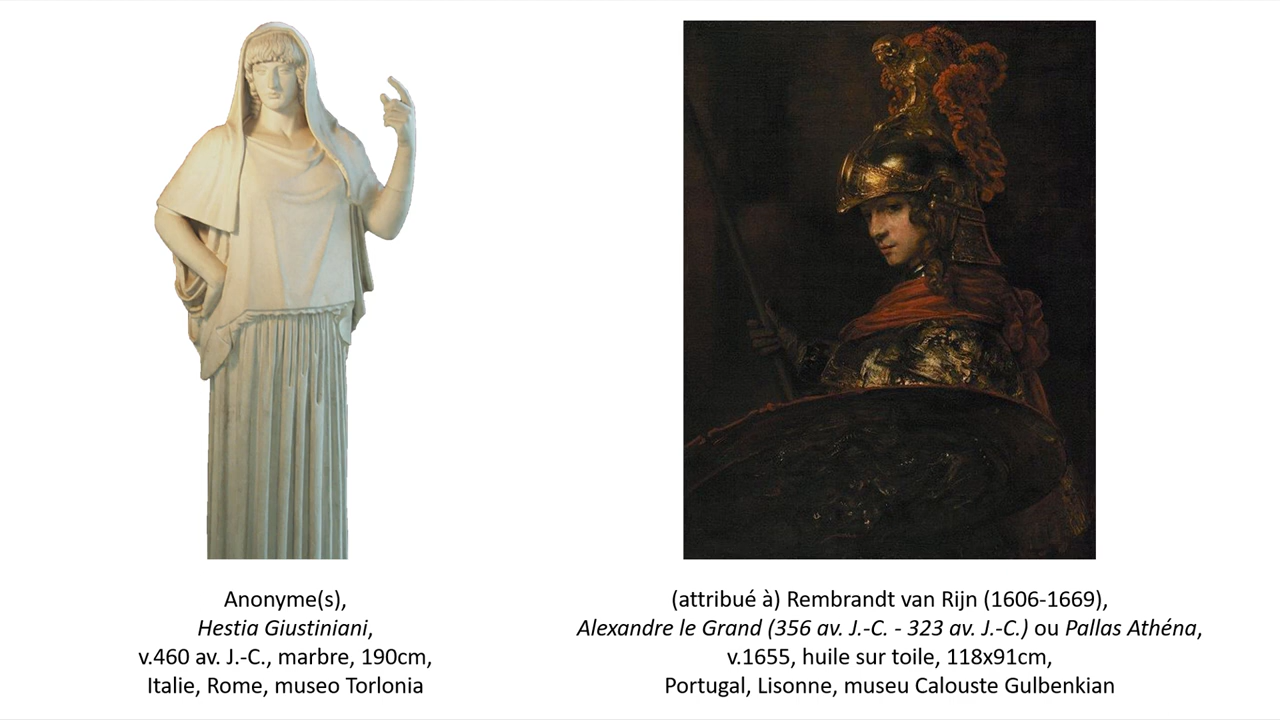 Anonyme(s),
Hestia Giustiniani,
v.460 av. J.-C., marbre, 190cm,
Italie, Rome, museo Torlonia
(attribué à) Rembrandt van Rijn (1606-1669),
Alexandre le Grand (356 av. J.-C. - 323 av. J.-C.) ou Pallas Athéna,
v.1655, huile sur toile, 118x91cm,
Portugal, Lisonne, museu Calouste Gulbenkian